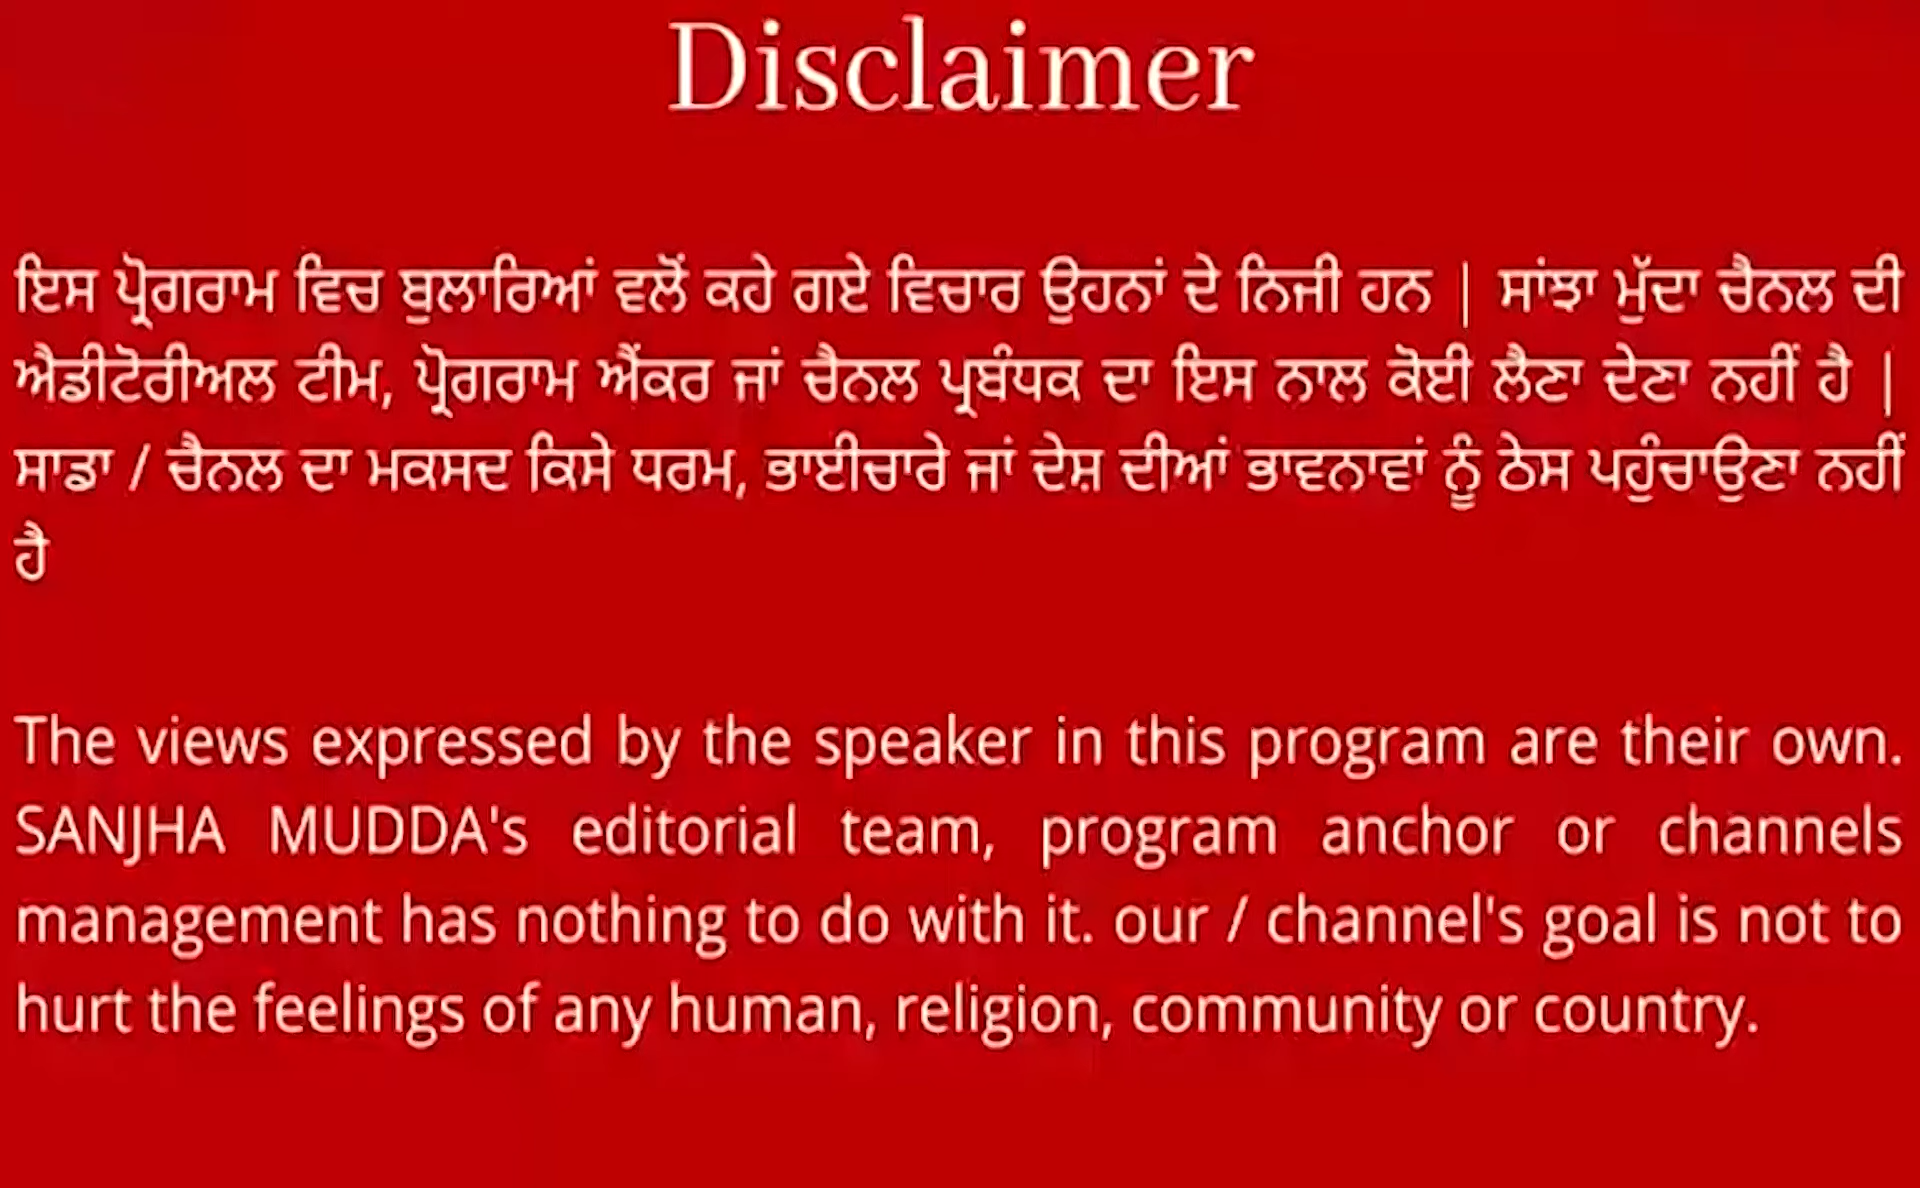 Disclaimer
ਇਸ ਪ੍ਰੋਗਰਾਮ ਵਿਚ ਬੁਲਾਰਿਆਂ ਵਲੋਂ ਕਹੇ ਗਏ ਵਿਚਾਰ ਉਹਨਾਂ ਦੇ ਨਿਜੀ ਹਨ | ਸਾਂਝਾ ਮੁੱਦਾ ਚੈਨਲ ਦੀ
ਐਡੀਟੋਰੀਅਲ ਟੀਮ, ਪ੍ਰੋਗਰਾਮ ਐਂਕਰ ਜਾਂ ਚੈਨਲ ਪ੍ਰਬੰਧਕ ਦਾ ਇਸ ਨਾਲ ਕੋਈ ਲੈਣਾ ਦੇਣਾ ਨਹੀਂ ਹੈ |
ਸਾਡਾ / ਚੈਨਲ ਦਾ ਮਕਸਦ ਕਿਸੇ ਧਰਮ, ਭਾਈਚਾਰੇ ਜਾਂ ਦੇਸ਼ ਦੀਆਂ ਭਾਵਨਾਵਾਂ ਨੂੰ ਠੇਸ ਪਹੁੰਚਾਉਣਾ ਨਹੀਂ
ਹੈ
The views expressed by the speaker in this program are their own.
SANJHA MUDDA's editorial team, program anchor or channels
management has nothing to do with it. our / channel's goal is not to
hurt the feelings of any human, religion, community or country.